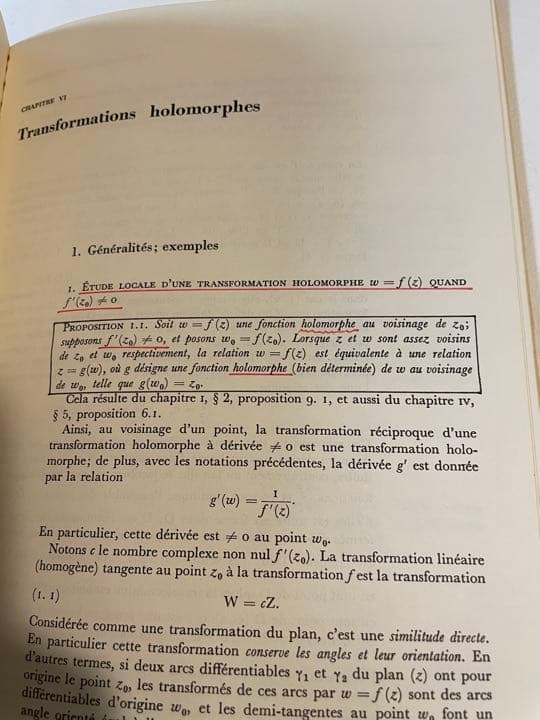 CHAPITRE VI
Transformations holomorphes
1. Généralités; exemples
1. ÉTUDE LOCALE D'UNE TRANSFORMATION HOLOMORPHE w = f(z) QUAND
f'(z₀) ≠ 0
PROPOSITION 1.1. Soit w = f(z) une fonction holomorphe au voisinage de z₀;
supposons f'(z₀) ≠ 0, et posons w₀ = f(z₀). Lorsque z et w sont assez voisins
de z₀ et w₀ respectivement, la relation w = f(z) est équivalente à une relation
z = g(w), où g désigne une fonction holomorphe (bien déterminée) de w au voisinage
de w₀, telle que g(w₀) = z₀.
Cela résulte du chapitre I, § 2, proposition 9. 1, et aussi du chapitre IV,
§ 5, proposition 6.1.
Ainsi, au voisinage d'un point, la transformation réciproque d'une
transformation holomorphe à dérivée ≠ 0 est une transformation holo-
morphe; de plus, avec les notations précédentes, la dérivée g' est donnée
par la relation
g'(w) = 1/f'(z).
En particulier, cette dérivée est ≠ 0 au point w₀.
Notons c le nombre complexe non nul f'(z₀). La transformation linéaire
(homogène) tangente au point z₀ à la transformation f est la transformation
(1. 1) W = cZ.
Considérée comme une transformation du plan, c'est une similitude directe.
En particulier cette transformation conserve les angles et leur orientation. En
d'autres termes, si deux arcs différentiables γ₁ et γ₂ du plan (z) ont pour
origine le point z₀, les transformés de ces arcs par w = f(z) sont des arcs
différentiables d'origine w₀, et les demi-tangentes au point w₀ font un
angle orienté